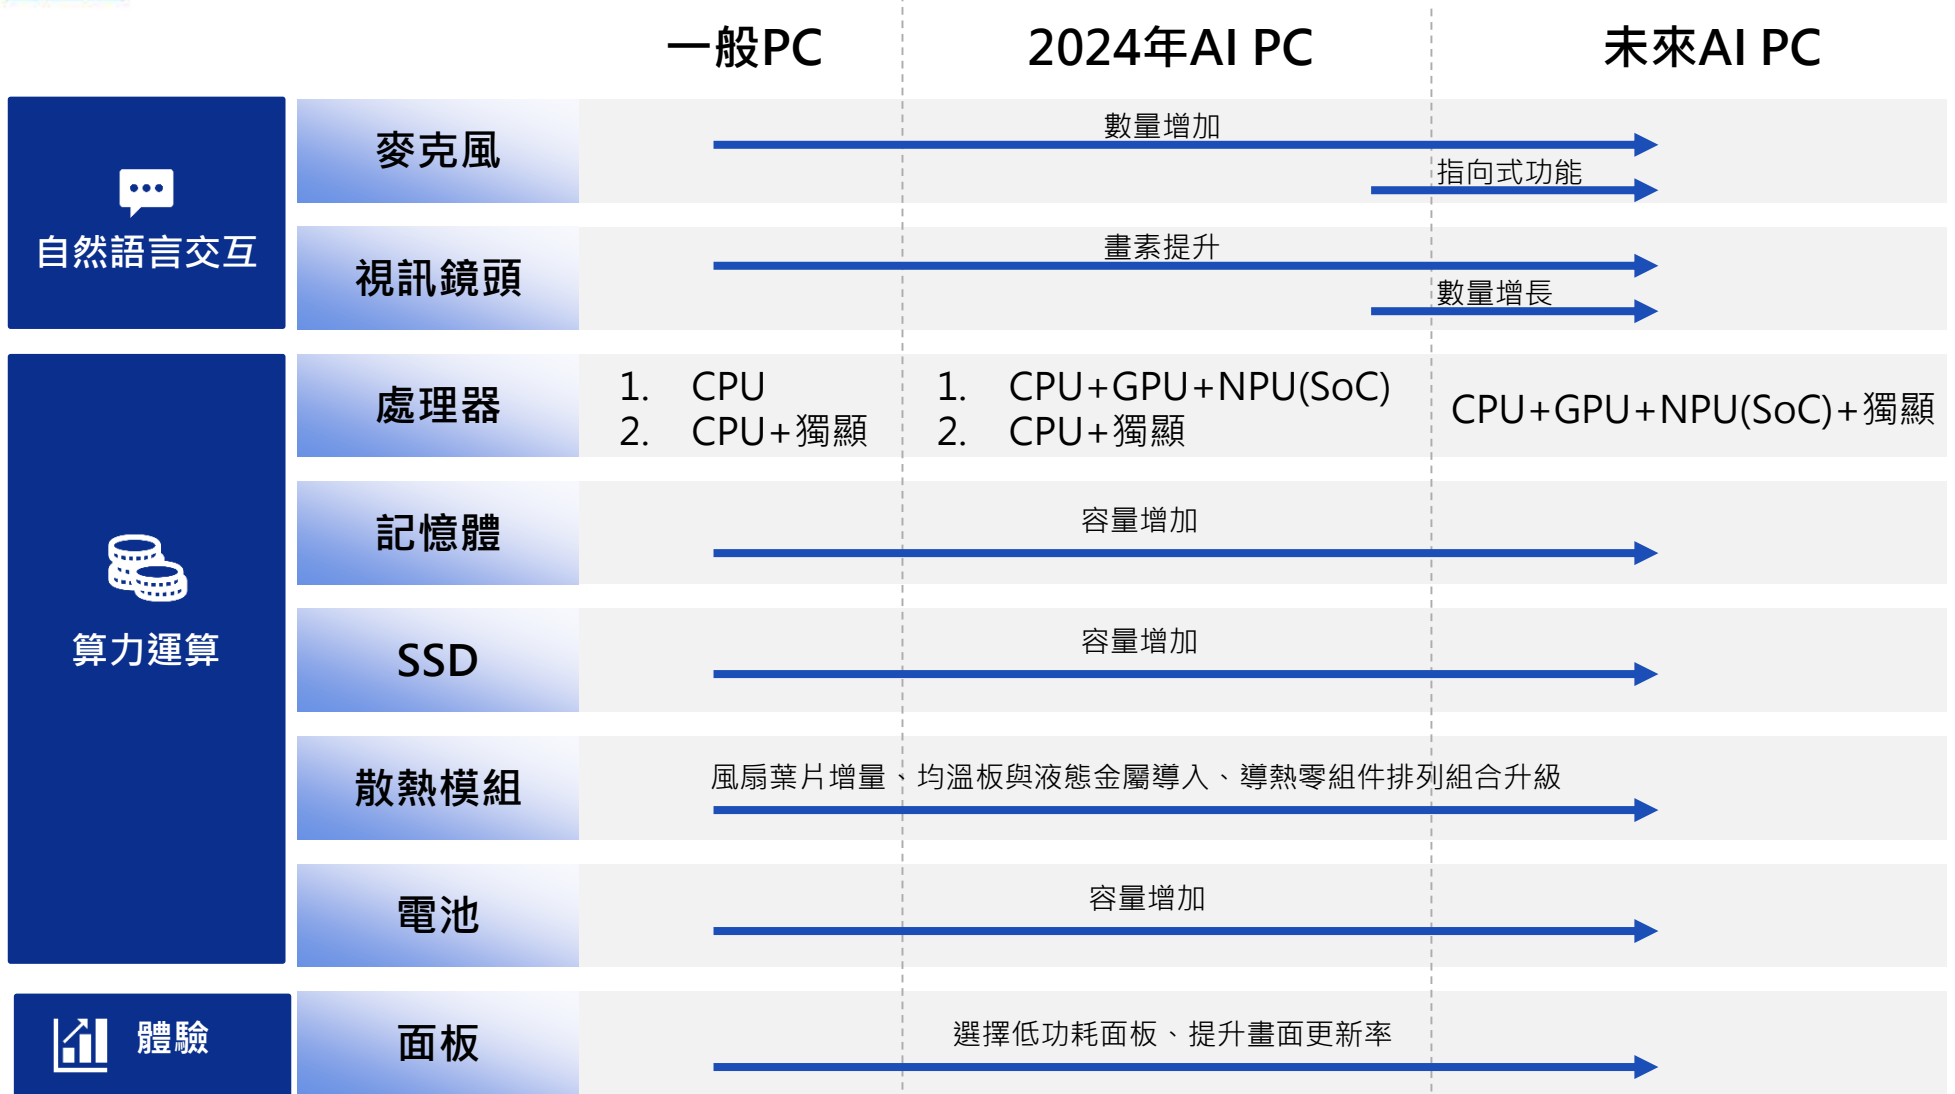 一般PC
2024年AI PC
未來AI PC
自然語言交互
麥克風
數量增加
指向式功能
視訊鏡頭
畫素提升
數量增長
算力運算
處理器
1. CPU
2. CPU+獨顯
1. CPU+GPU+NPU(SoC)
2. CPU+獨顯
CPU+GPU+NPU(SoC)+獨顯
記憶體
容量增加
SSD
容量增加
散熱模組
風扇葉片增量、均溫板與液態金屬導入、導熱零組件排列組合升級
電池
容量增加
體驗
面板
選擇低功耗面板、提升畫面更新率